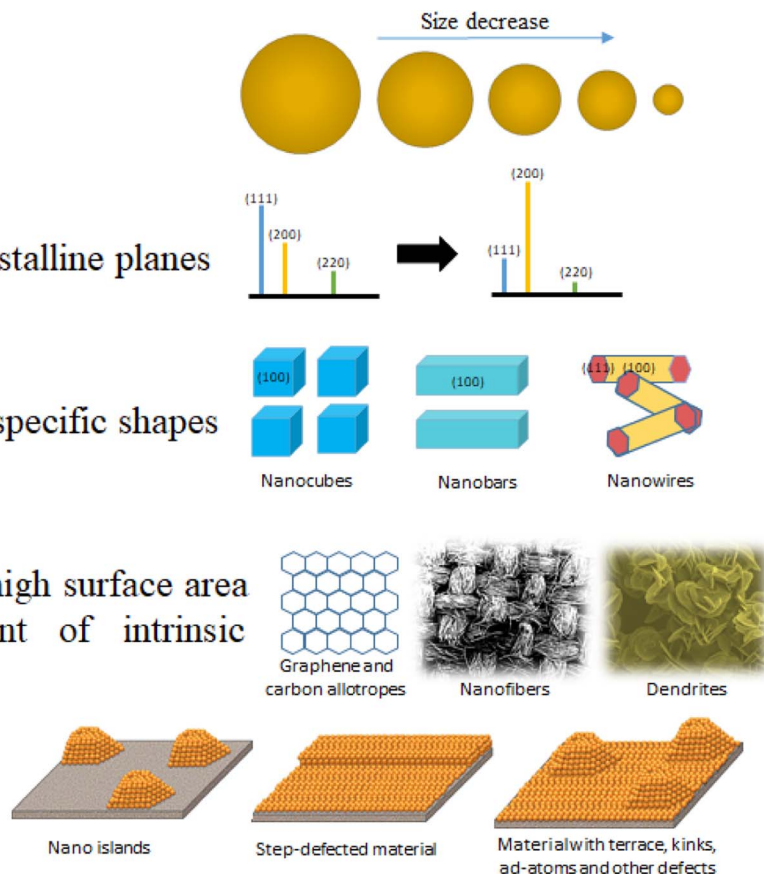 Size decrease
(111)
(200)
(220)
(200)
(111)
(220)
planes
(100)
(100)
(111) (100)
specific shapes
Nanocubes
Nanobars
Nanowires
high surface area
of intrinsic
Graphene and
carbon allotropes
Nanofibers
Dendrites
Nano islands
Step-defected material
Material with terrace, kinks,
ad-atoms and other defects